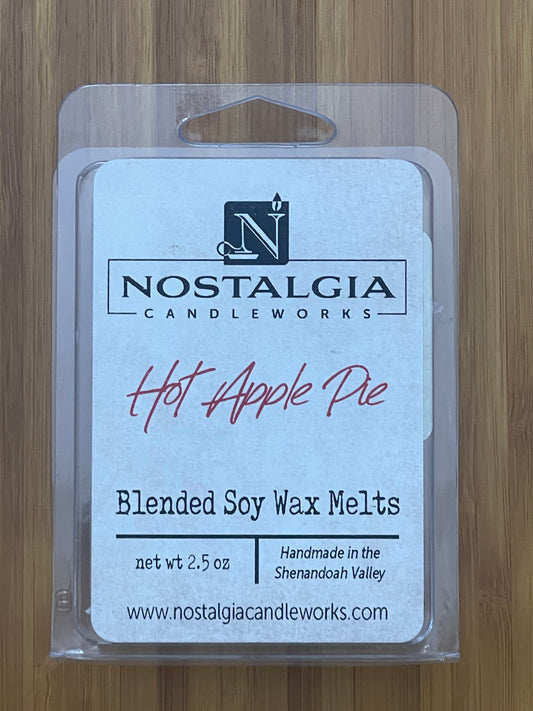 N
NOSTALGIA
CANDLEWORKS
Hot Apple Pie
Blended Soy Wax Melts
net wt 2.5 oz
Handmade in the
Shenandoah Valley
www.nostalgiacandleworks.com